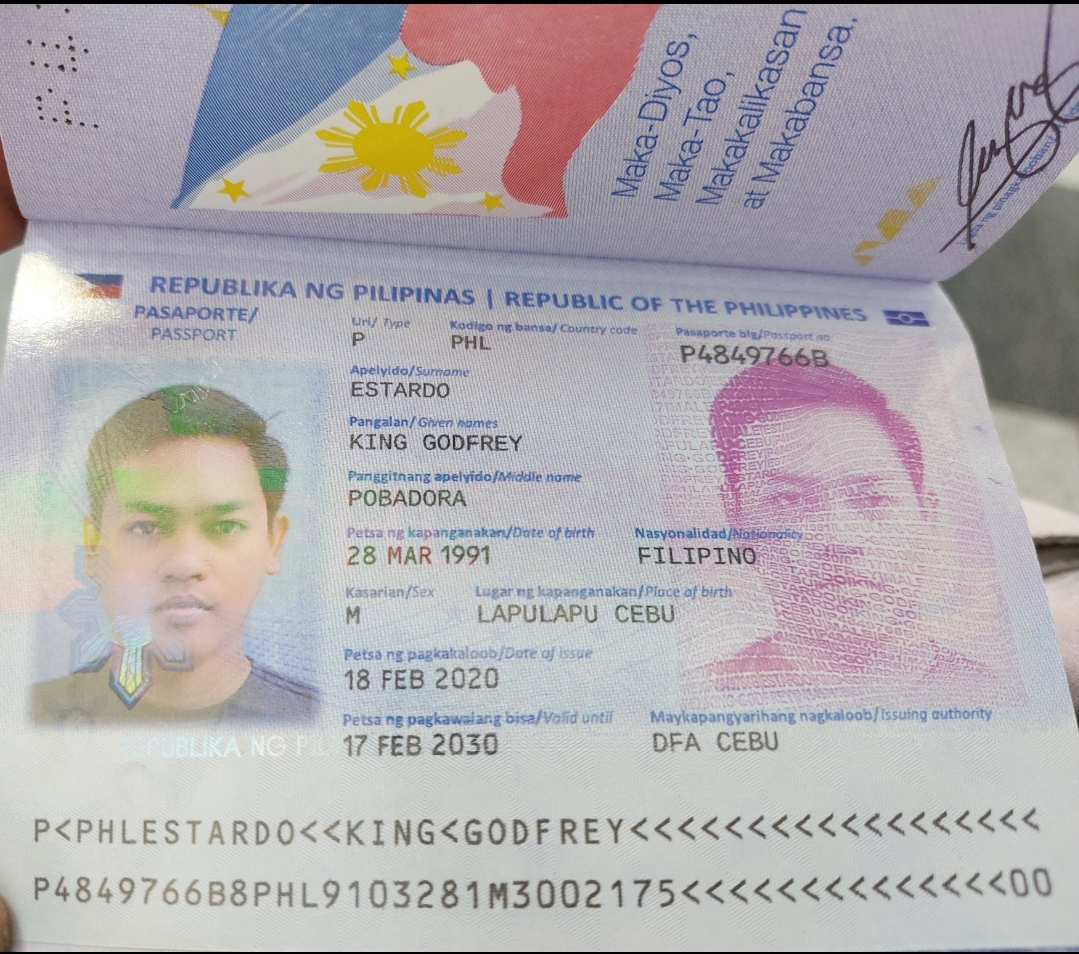 Maka-Diyos,
Maka-Tao,
Makakalikasan
at Makabansa.
REPUBLIKA NG PILIPINAS | REPUBLIC OF THE PHILIPPINES
PASAPORTE/
PASSPORT
Uri/ Type
Kodigo ng bansa/ Country code
Pasaporte blg/Passport no
P
PHL
P4849766B
Apelyido/Surname
ESTARDO
Pangalan/ Given names
KING GODFREY
Panggitnang apelyido/Middle name
POBADORA
Petsa ng kapanganakan/Date of birth
Nasyonalidad/Nationality
28 MAR 1991
FILIPINO
Kasarian/Sex
Lugar ng kapanganakan/Place of birth
M
LAPULAPU CEBU
Petsa ng pagkakaloob/Date of issue
18 FEB 2020
Petsa ng pagkawalang bisa/Valid until
Maykapangyarihang nagkaloob/Issuing authority
17 FEB 2030
DFA CEBU
REPUBLIKA NG
P<PHLESTARDO<<KING<GODFREY<<<<<<<<<<<<<<<<<<
P4849766B8PHL9103281M3002175<<<<<<<<<<<<<<00